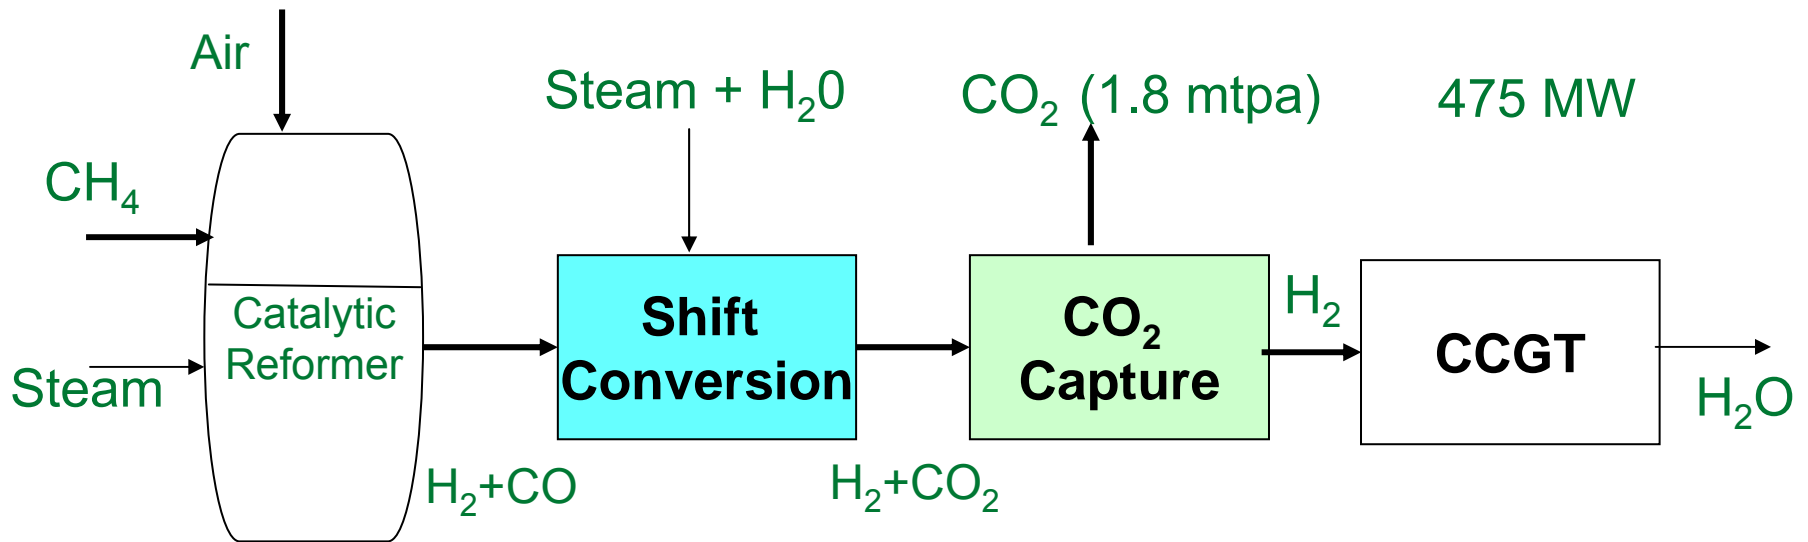 Air
Steam + H₂0
CO₂ (1.8 mtpa)
475 MW
CH₄
Catalytic
Reformer
Steam
Shift
Conversion
CO₂
Capture
H₂
CCGT
H₂O
H₂+CO
H₂+CO₂